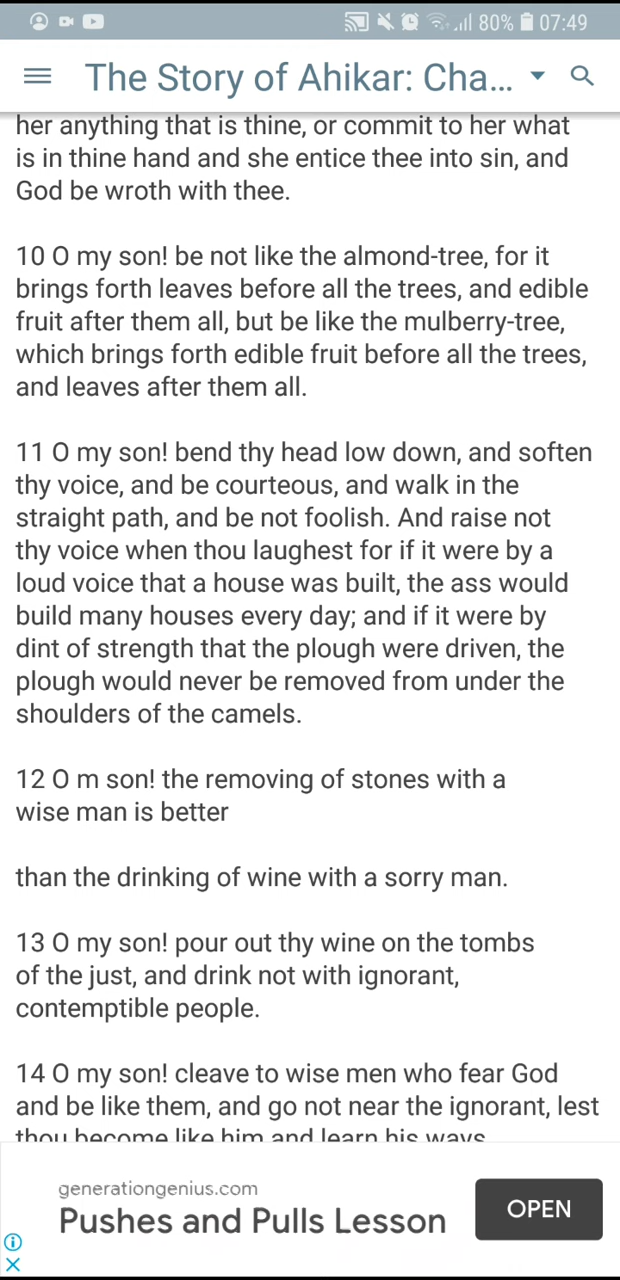 80% 07:49
The Story of Ahikar: Cha...
her anything that is thine, or commit to her what
is in thine hand and she entice thee into sin, and
God be wroth with thee.
10 O my son! be not like the almond-tree, for it
brings forth leaves before all the trees, and edible
fruit after them all, but be like the mulberry-tree,
which brings forth edible fruit before all the trees,
and leaves after them all.
11 O my son! bend thy head low down, and soften
thy voice, and be courteous, and walk in the
straight path, and be not foolish. And raise not
thy voice when thou laughest for if it were by a
loud voice that a house was built, the ass would
build many houses every day; and if it were by
dint of strength that the plough were driven, the
plough would never be removed from under the
shoulders of the camels.
12 O m son! the removing of stones with a
wise man is better
than the drinking of wine with a sorry man.
13 O my son! pour out thy wine on the tombs
of the just, and drink not with ignorant,
contemptible people.
14 O my son! cleave to wise men who fear God
and be like them, and go not near the ignorant, lest
thou become like him and learn his ways.
generationgenius.com
Pushes and Pulls Lesson
OPEN